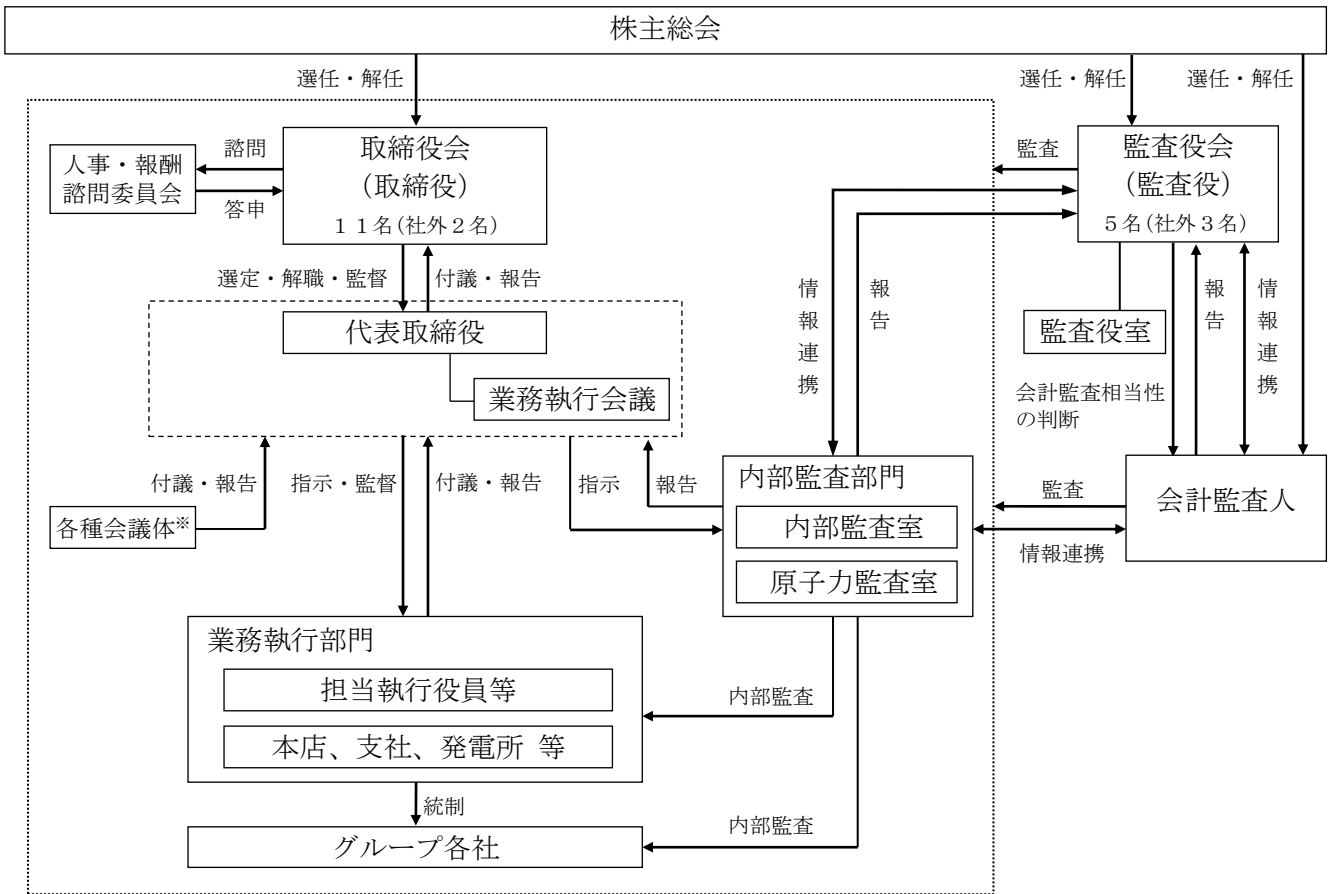 株主総会
選任・解任
選任・解任
選任・解任
人事・報酬
諮問委員会
諮問
答申
取締役会
(取締役)
11名(社外2名)
監査
監査役会
(監査役)
5名(社外3名)
選定・解職・監督
付議・報告
情報連携
報告
監査役室
報告
情報連携
代表取締役
業務執行会議
会計監査相当性
の判断
付議・報告
指示・監督
付議・報告
指示
報告
各種会議体※
内部監査部門
内部監査室
原子力監査室
監査
情報連携
会計監査人
業務執行部門
担当執行役員等
本店、支社、発電所 等
内部監査
統制
グループ各社
内部監査